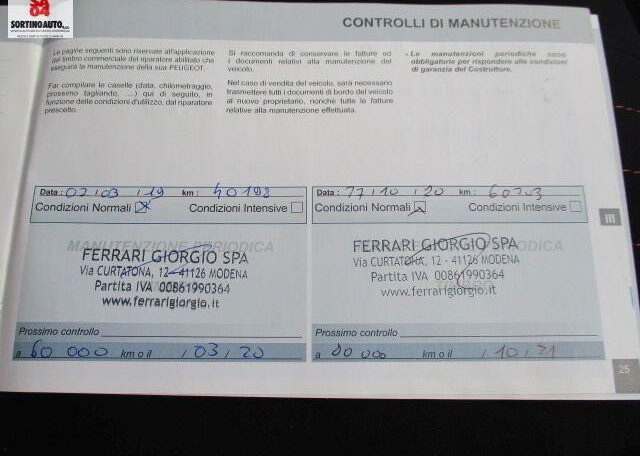 SORTINOAUTO
CONTROLLI DI MANUTENZIONE
Le pagine seguenti sono riservate all'applicazione
del timbro commerciale del riparatore abilitato che
eseguirà la manutenzione della sua PEUGEOT.
Far compilare le caselle (data, chilometraggio,
prossimo tagliando, ....) qui di seguito, in
funzione delle condizioni d'utilizzo, dal riparatore
prescelto.
Si raccomanda di conservare le fatture ed
i documenti relativi alla manutenzione del
veicolo.
Nel caso di vendita del veicolo, sarà necessario
trasmettere tutti i documenti di bordo del veicolo
al nuovo proprietario, nonché tutte le fatture
relative alla manutenzione effettuata.
- Le manutenzioni periodiche sono
obbligatorie per rispondere alle condizioni
di garanzia del Costruttore.
Data : 02 / 03 / 19 km : 40198
Condizioni Normali Condizioni Intensive
MANUTENZIONE PERIODICA
FERRARI GIORGIO SPA
Via CURTATONA, 12 - 41126 MODENA
Partita IVA 00861990364
www.ferrarigiorgio.it
Prossimo controllo
a 60 000 km o il / 03 / 20
Data : / 10 / 20 km :
Condizioni Normali Condizioni Intensive
FERRARI GIORGIO SPA
Via CURTATONA, 12 - 41126 MODENA
Partita IVA 00861990364
www.ferrarigiorgio.it
Prossimo controllo
a 80 000 km o il / 10 / 21
III
25